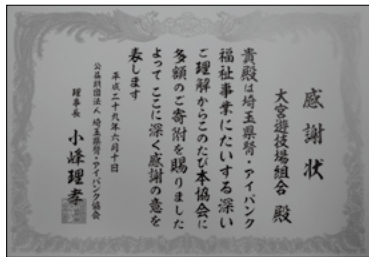 感謝状
大宮遊技場組合 殿
貴殿は埼玉県腎・アイバンク
福祉事業にたいする深い
ご理解からこのたび本協会に
多額のご寄附を賜りました
よってここに深く感謝の意を
表します
平成二十九年六月十日
公益財団法人 埼玉県腎・アイバンク協会
理事長 小峰理孝